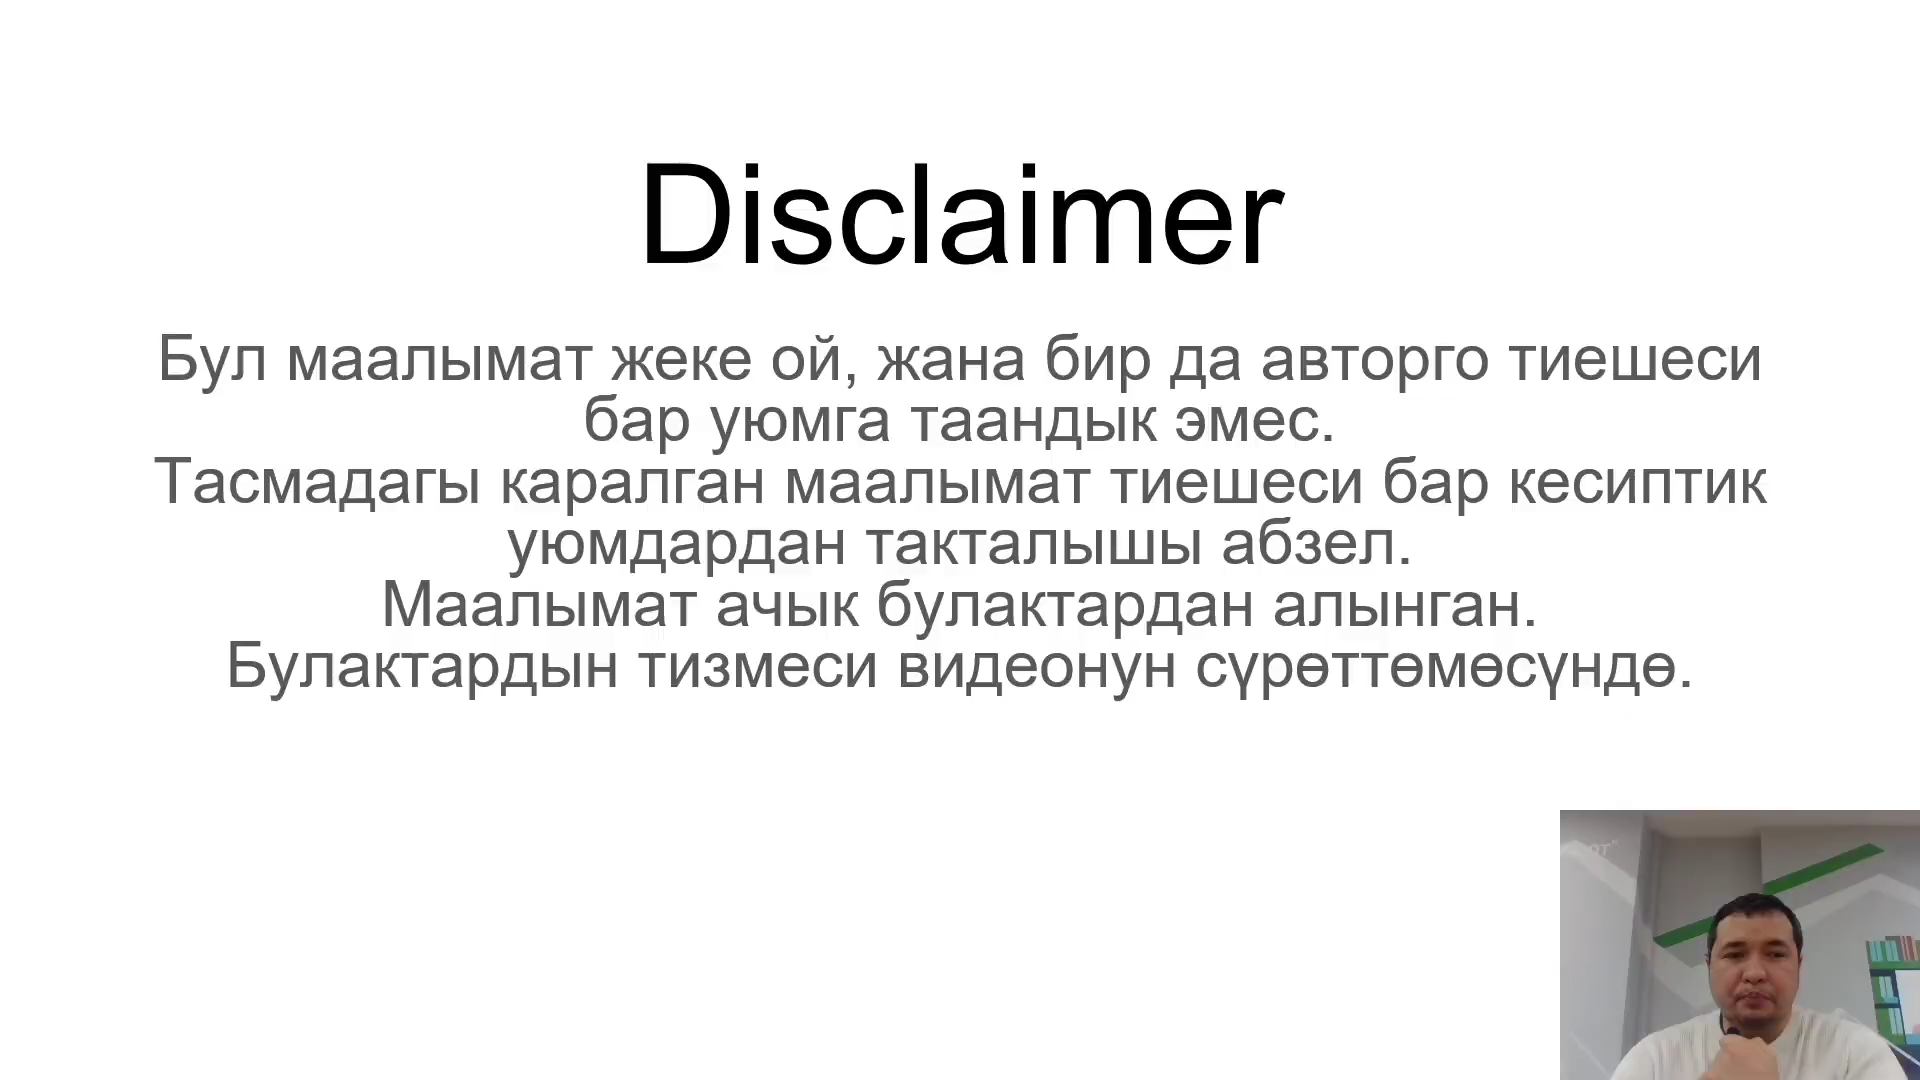 Disclaimer
Бул маалымат жеке ой, жана бир да авторго тиешеси
бар уюмга таандык эмес.
Тасмадагы каралган маалымат тиешеси бар кесиптик
уюмдардан такталышы абзел.
Маалымат ачык булактардан алынган.
Булактардын тизмеси видеонун сүрөттөмөсүндө.